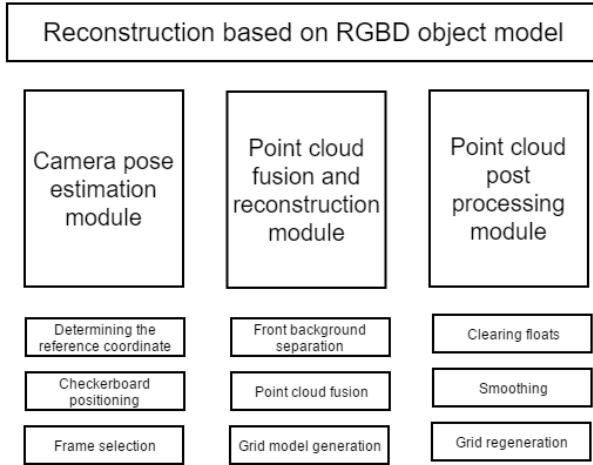 Reconstruction based on RGBD object model
Camera pose
estimation
module
Point cloud
fusion and
reconstruction
module
Point cloud
post
processing
module
Determining the
reference coordinate
Checkerboard
positioning
Frame selection
Front background
separation
Point cloud fusion
Grid model generation
Clearing floats
Smoothing
Grid regeneration